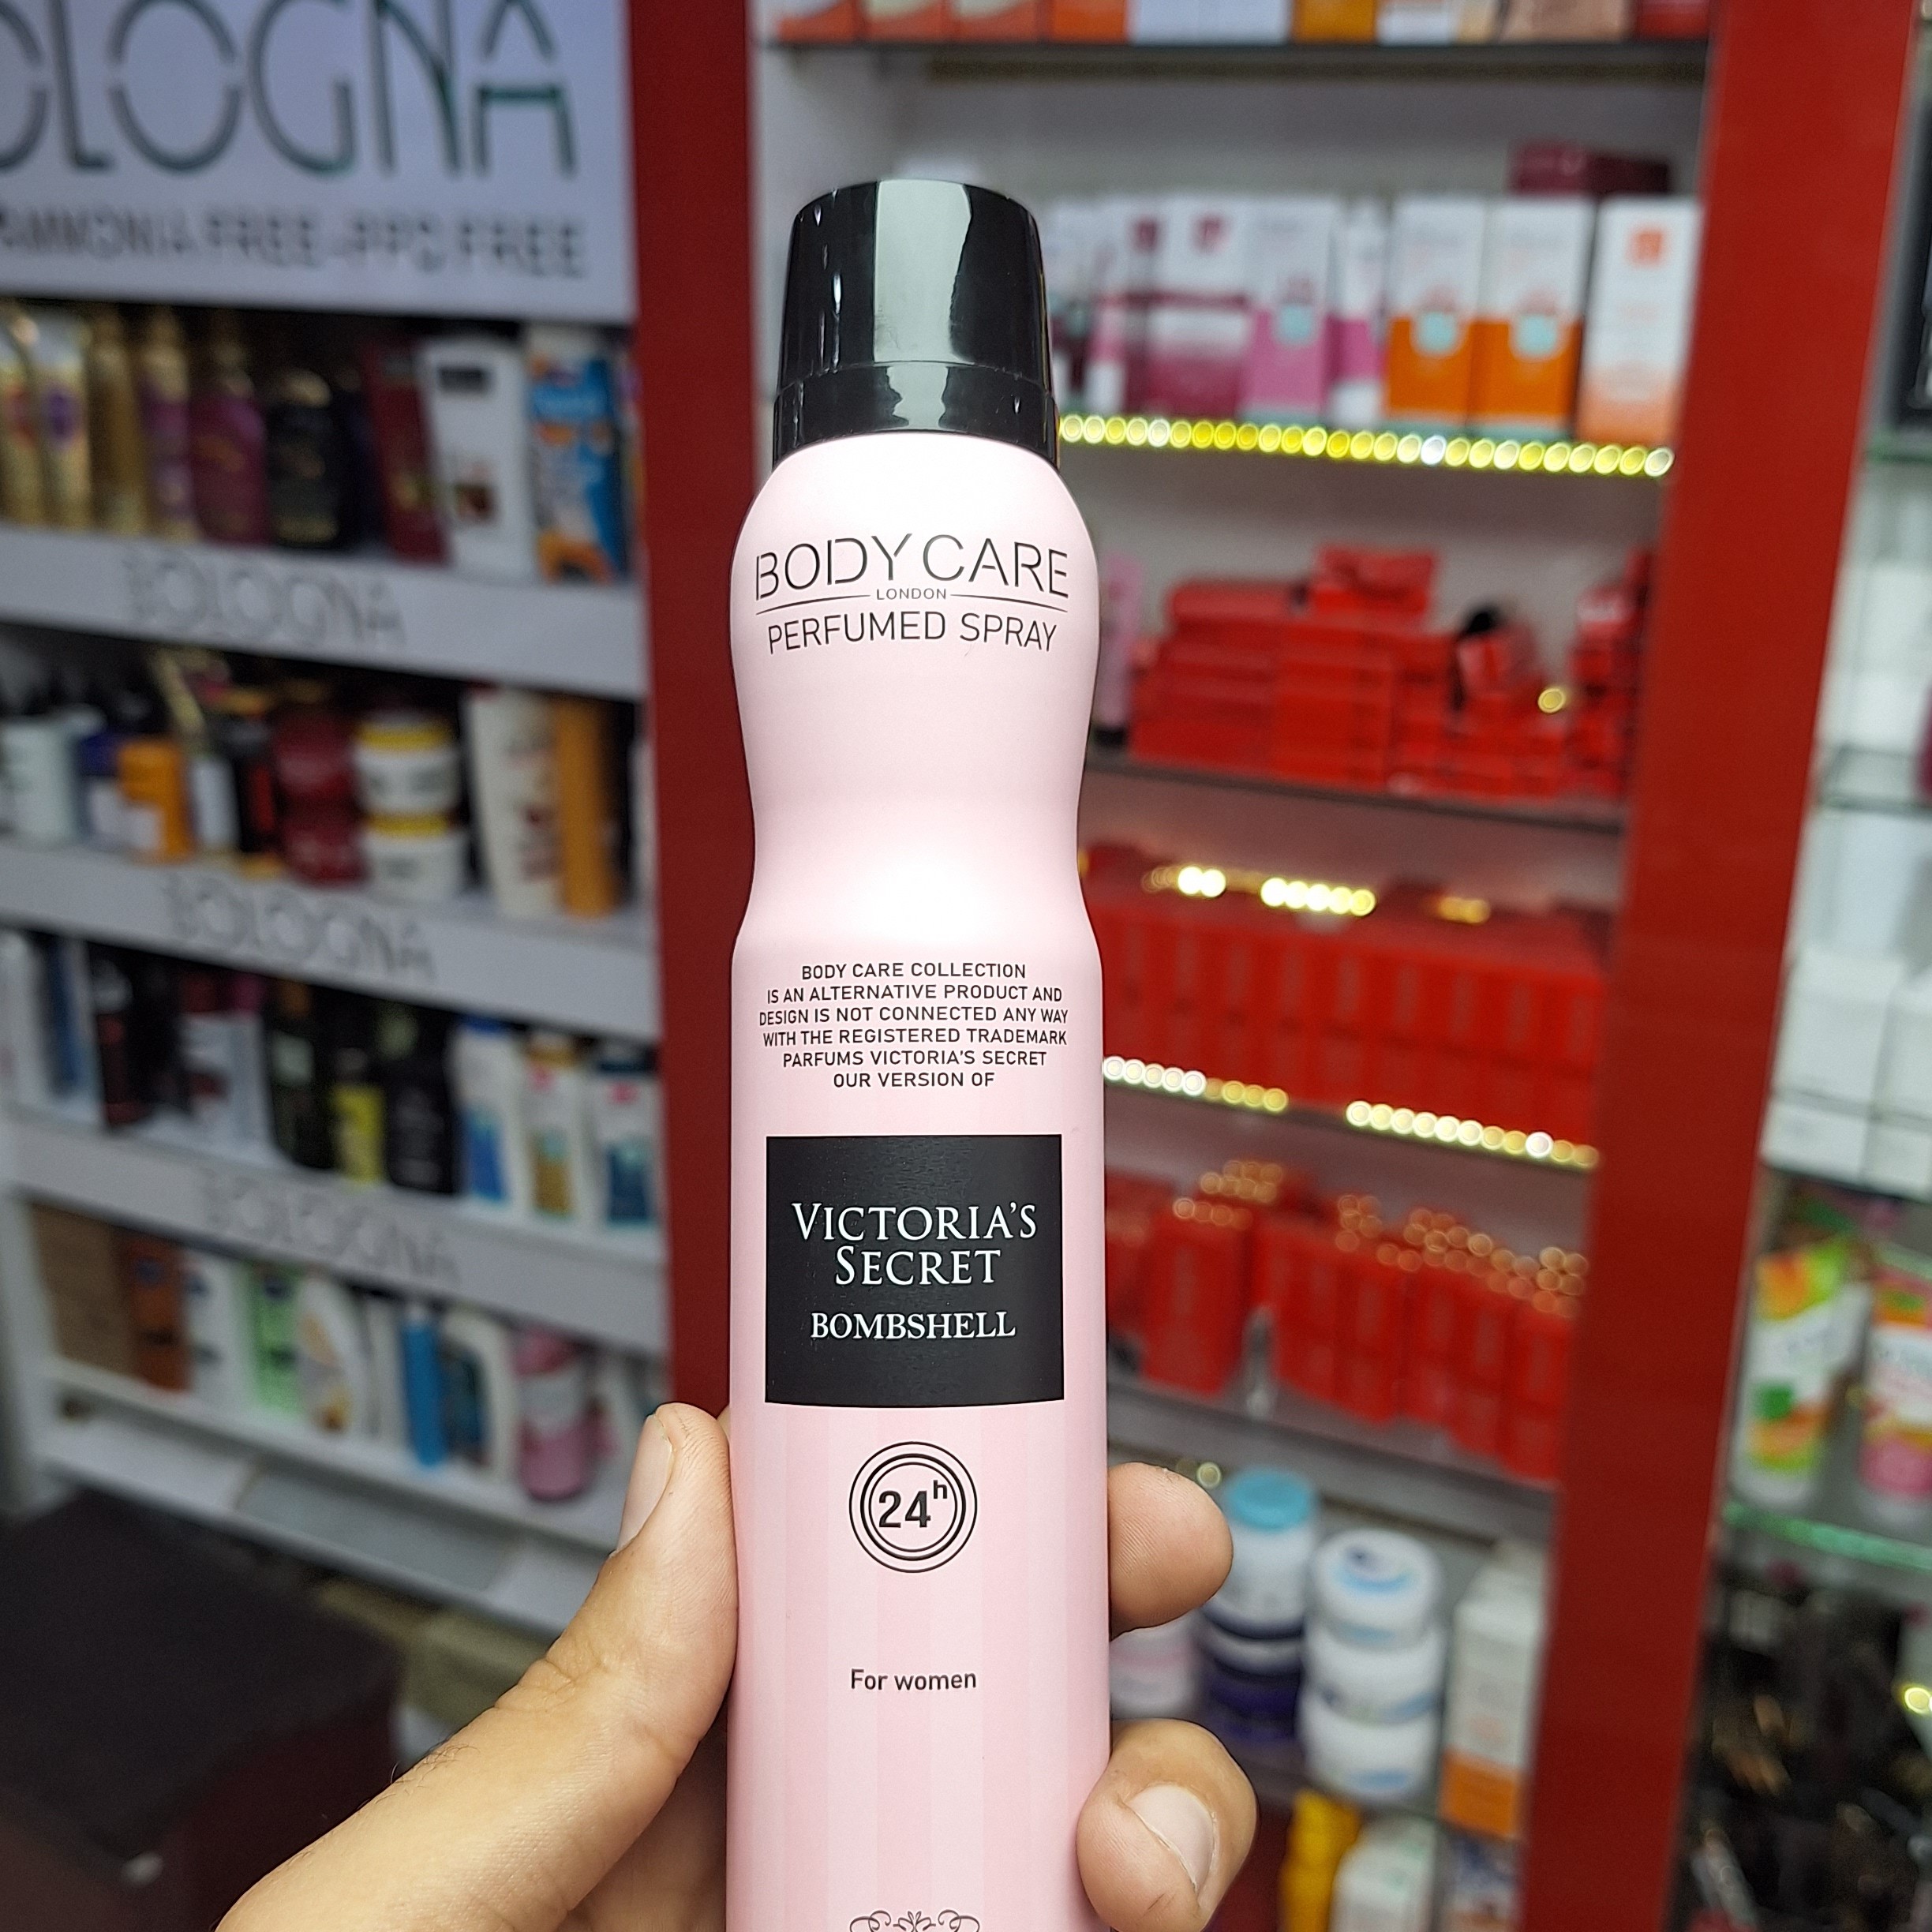 OLOGNA
AMMONIA FREE-PPD FREE
BODY CARE
LONDON
PERFUMED SPRAY
BODY CARE COLLECTION
IS AN ALTERNATIVE PRODUCT AND
DESIGN IS NOT CONNECTED ANY WAY
WITH THE REGISTERED TRADEMARK
PARFUMS VICTORIA'S SECRET
OUR VERSION OF
VICTORIA'S
SECRET
BOMBSHELL
24h
For women
BOLOGNA
BOLOGNA
BOLOGNA